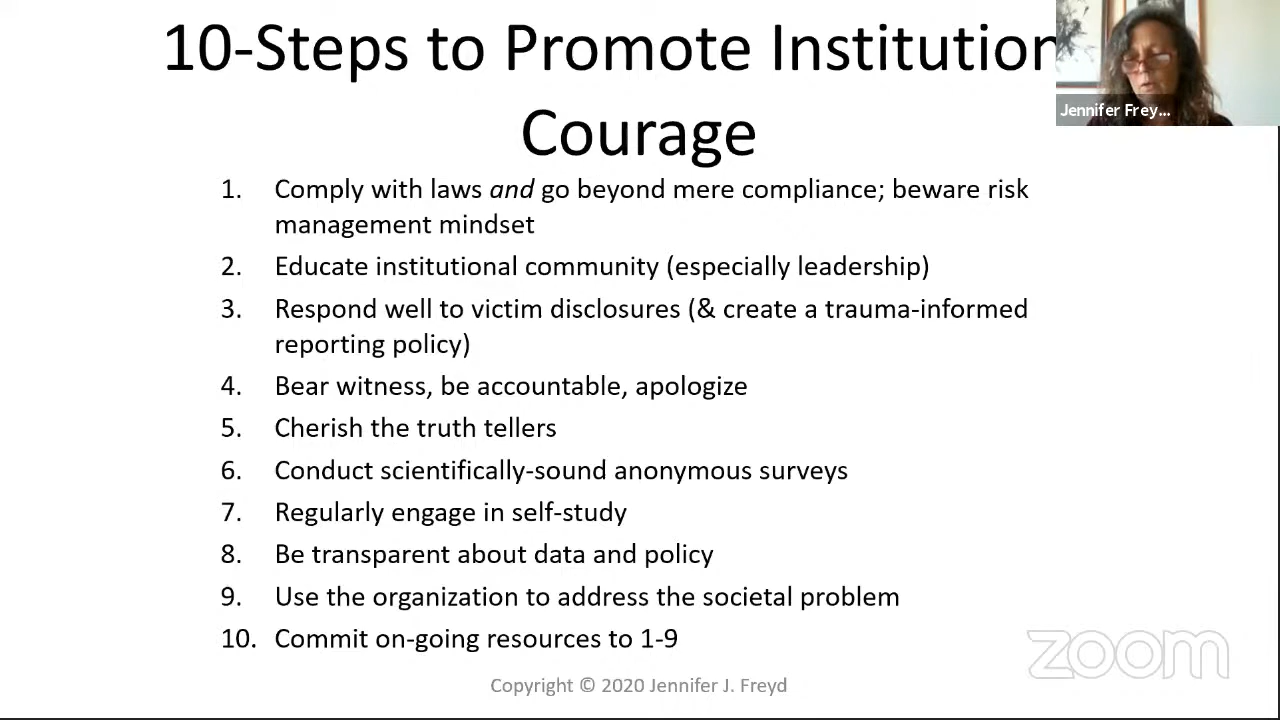 10-Steps to Promote Institution
Courage
Jennifer Frey...
1. Comply with laws and go beyond mere compliance; beware risk
management mindset
2. Educate institutional community (especially leadership)
3. Respond well to victim disclosures (& create a trauma-informed
reporting policy)
4. Bear witness, be accountable, apologize
5. Cherish the truth tellers
6. Conduct scientifically-sound anonymous surveys
7. Regularly engage in self-study
8. Be transparent about data and policy
9. Use the organization to address the societal problem
10. Commit on-going resources to 1-9
zoom
Copyright © 2020 Jennifer J. Freyd